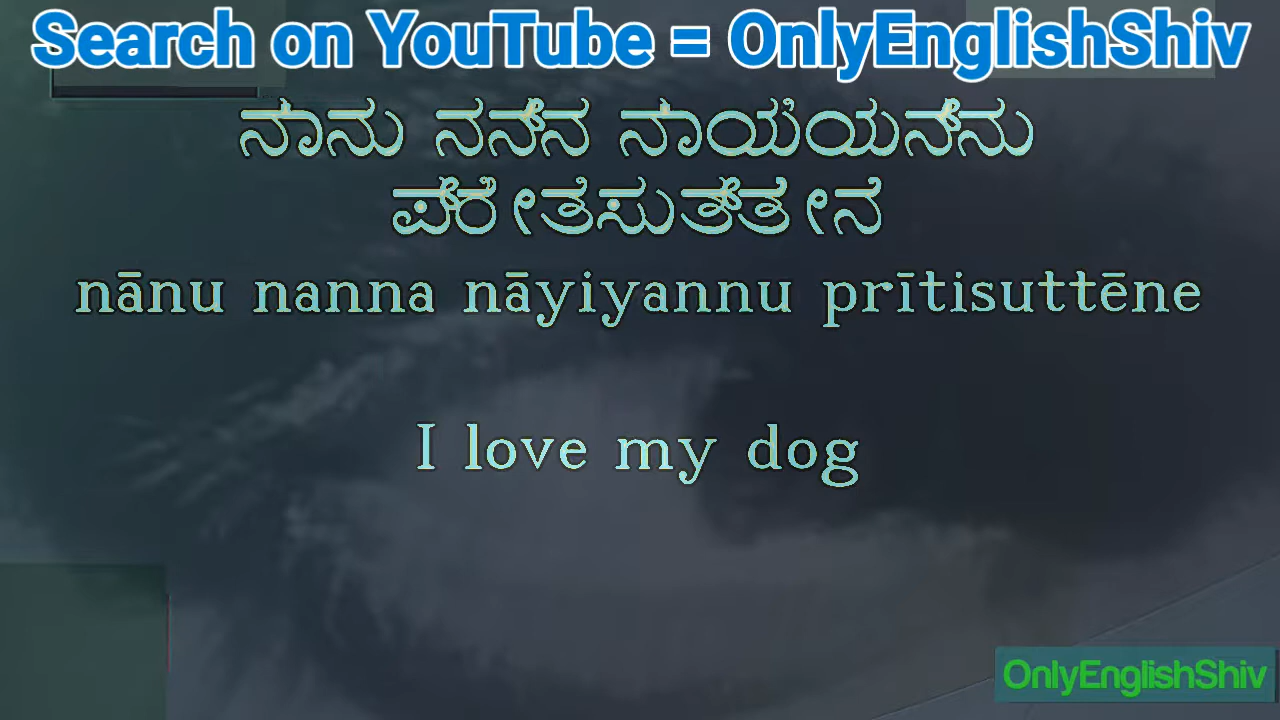 Search on YouTube = OnlyEnglishShiv
ನಾನು ನನ್ನ ನಾಯಿಯನ್ನು
ಪ್ರೀತಿಸುತ್ತೇನೆ
nānu nanna nāyiyannu prītisuttēne
I love my dog
OnlyEnglishShiv